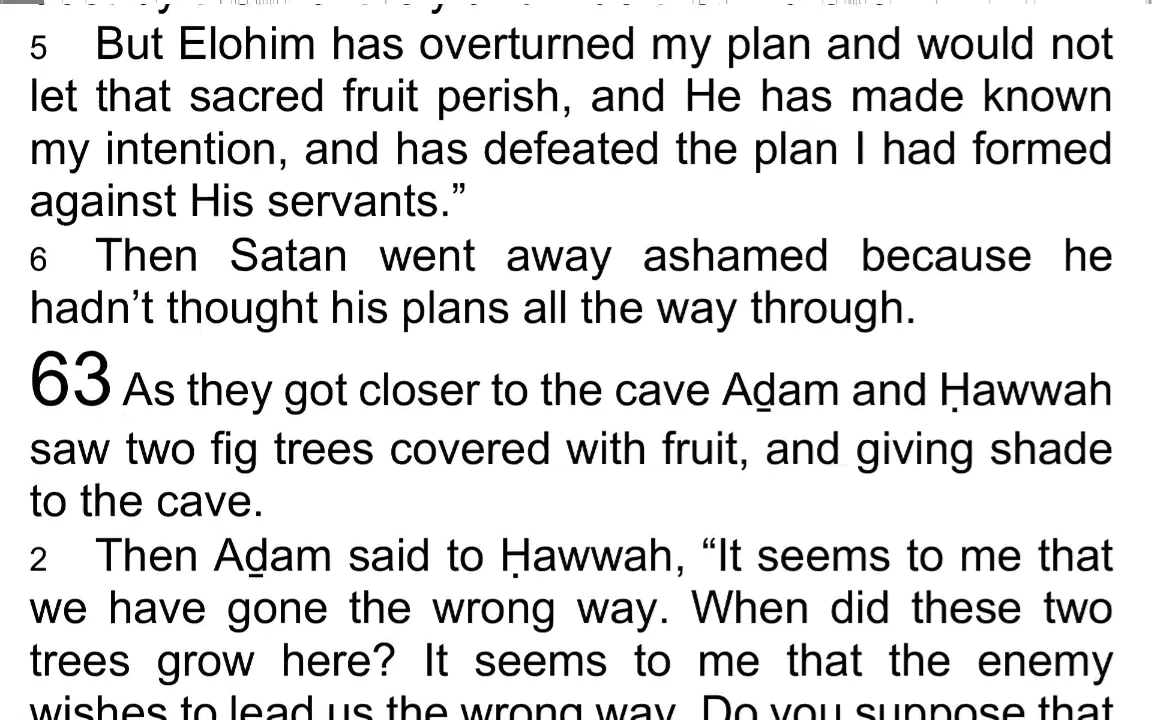 5 But Elohim has overturned my plan and would not
let that sacred fruit perish, and He has made known
my intention, and has defeated the plan I had formed
against His servants.”
6 Then Satan went away ashamed because he
hadn’t thought his plans all the way through.
63 As they got closer to the cave Aḏam and Ḥawwah
saw two fig trees covered with fruit, and giving shade
to the cave.
2 Then Aḏam said to Ḥawwah, “It seems to me that
we have gone the wrong way. When did these two
trees grow here? It seems to me that the enemy
wishes to lead us the wrong way. Do you suppose that